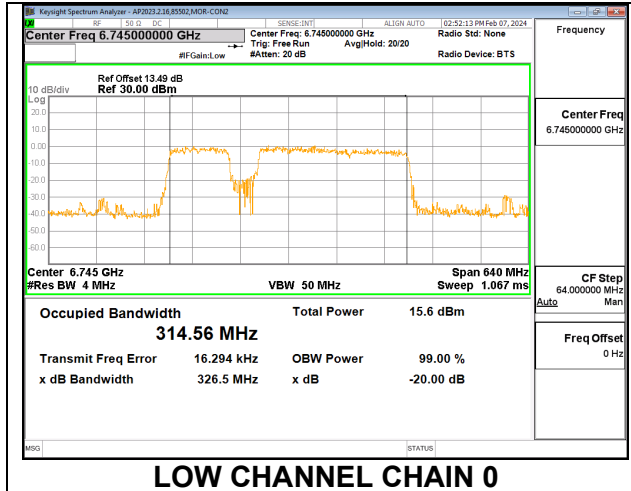 Keysight Spectrum Analyzer - AP2023.2.16,85502,MOR-CON2
RF 50 Ω DC SENSE:INT ALIGN AUTO 02:52:13 PM Feb 07, 2024
Center Freq 6.745000000 GHz Center Freq: 6.745000000 GHz Radio Std: None Frequency
Trig: Free Run Avg|Hold: 20/20
#IFGain:Low #Atten: 20 dB Radio Device: BTS
Ref Offset 13.49 dB
10 dB/div Ref 30.00 dBm
Log
20.0
10.0
0.00
-10.0
-20.0
-30.0
-40.0
-50.0
-60.0
Center Freq
6.745000000 GHz
Center 6.745 GHz Span 640 MHz
#Res BW 4 MHz VBW 50 MHz Sweep 1.067 ms
CF Step
64.000000 MHz
Auto Man
Occupied Bandwidth Total Power 15.6 dBm
314.56 MHz
Transmit Freq Error 16.294 kHz OBW Power 99.00 %
x dB Bandwidth 326.5 MHz x dB -20.00 dB
Freq Offset
0 Hz
MSG STATUS
LOW CHANNEL CHAIN 0